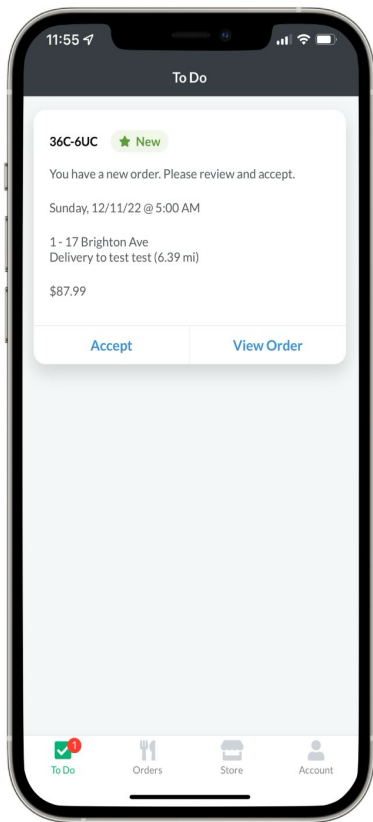 11:55
To Do
36C-6UC
New
You have a new order. Please review and accept.
Sunday, 12/11/22 @ 5:00 AM
1 - 17 Brighton Ave
Delivery to test test (6.39 mi)
$87.99
Accept View Order
1
To Do Orders Store Account